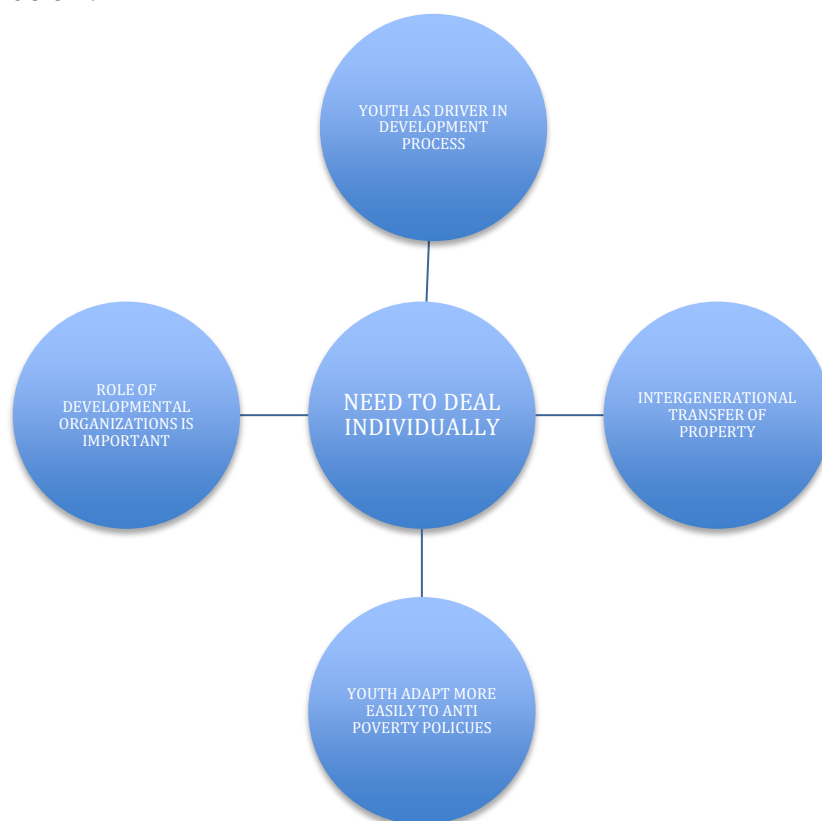 YOUTH AS DRIVER IN
DEVELOPMENT
PROCESS
ROLE OF
DEVELOPMENTAL
ORGANIZATIONS IS
IMPORTANT
NEED TO DEAL
INDIVIDUALLY
INTERGENERATIONAL
TRANSFER OF
PROPERTY
YOUTH ADAPT MORE
EASILY TO ANTI
POVERTY POLICUES